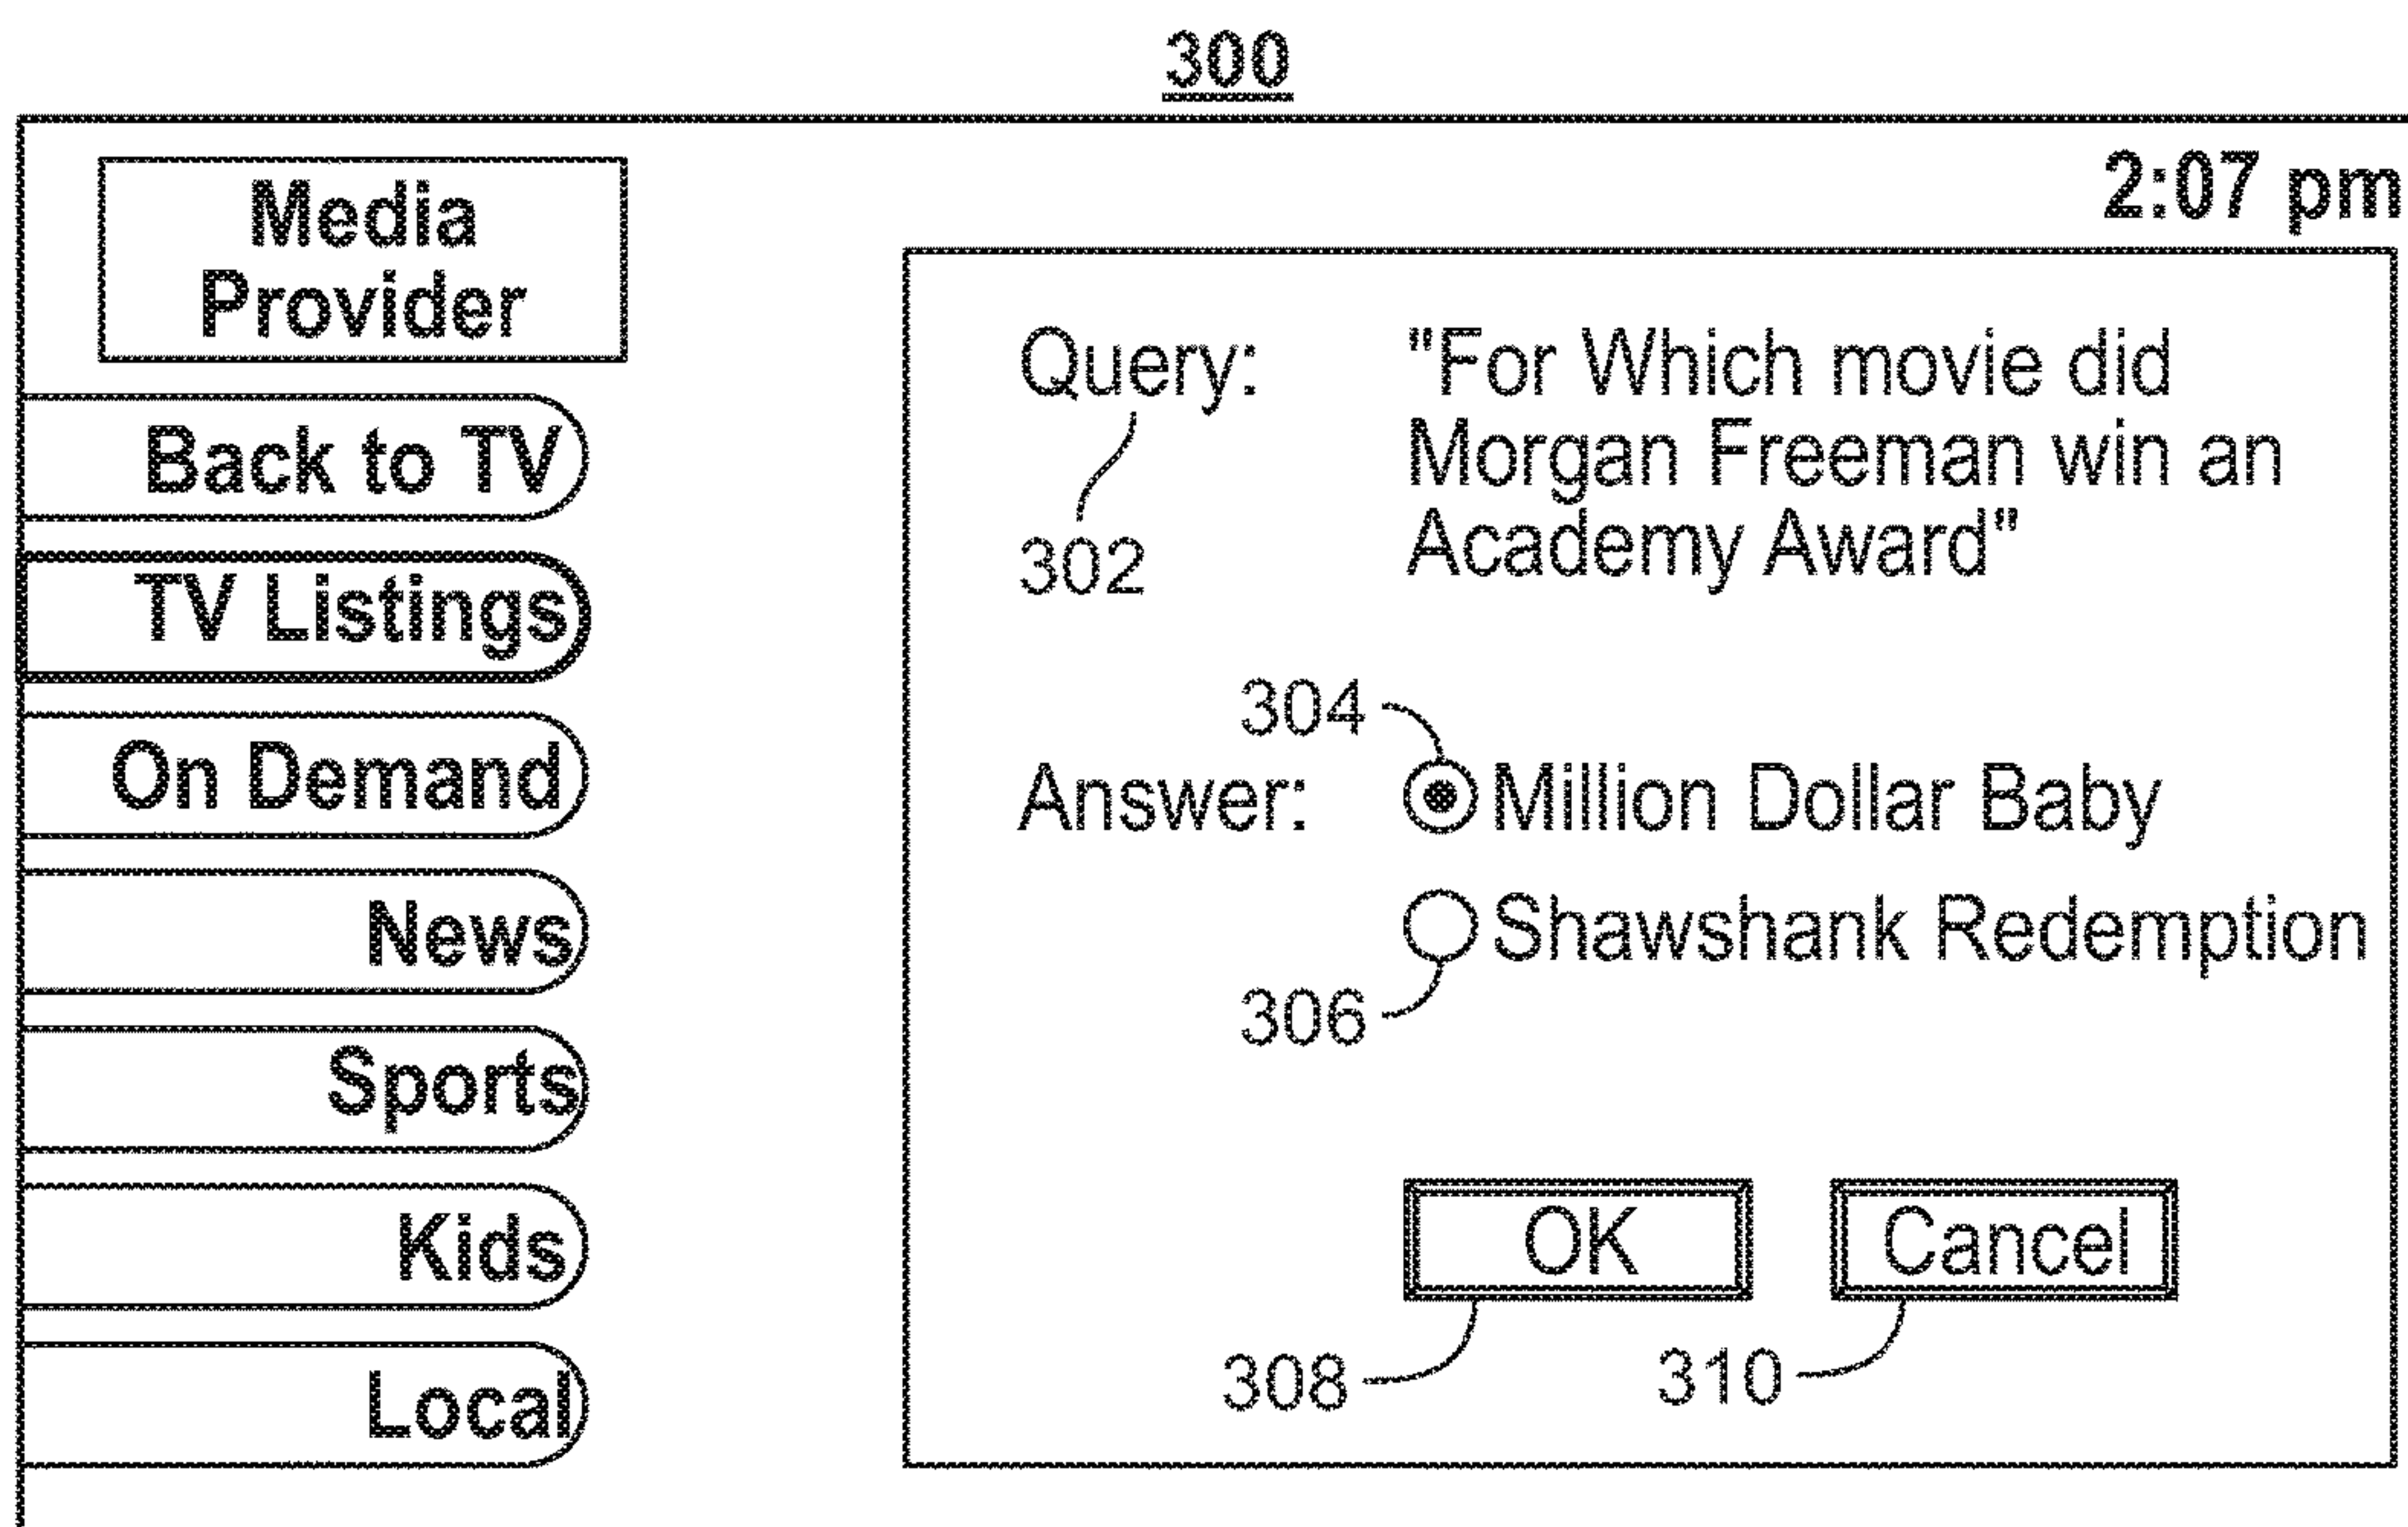 300
2:07 pm
Media
Provider
Back to TV
TV Listings
On Demand
News
Sports
Kids
Local
Query: "For Which movie did
Morgan Freeman win an
302 Academy Award"
304
Answer: Million Dollar Baby
Shawshank Redemption
306
OK Cancel
308 310